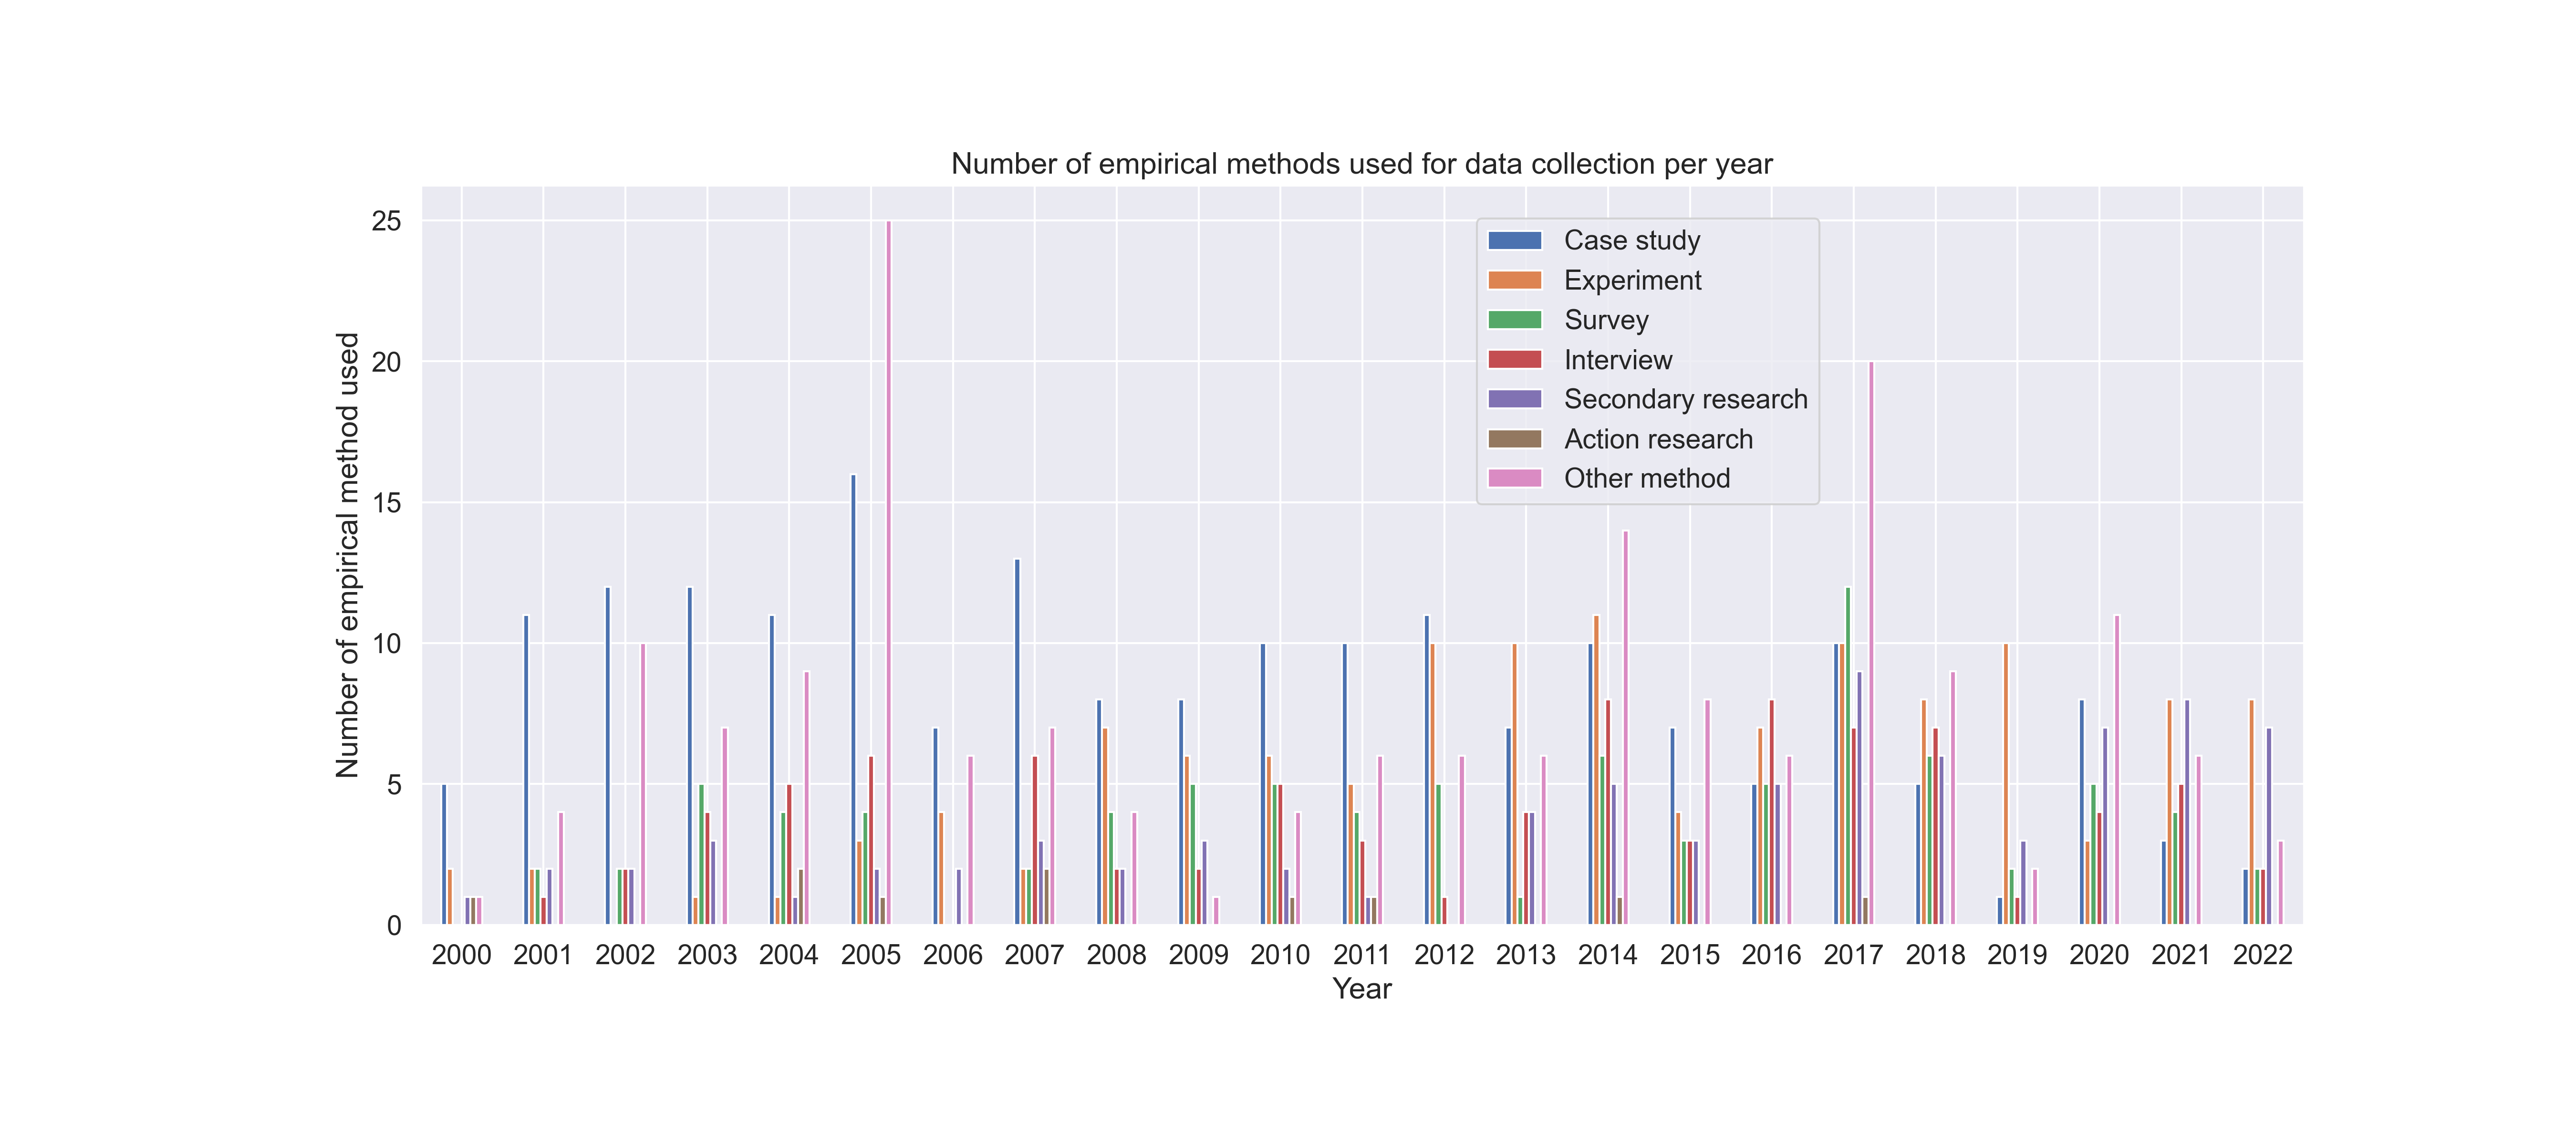 Number of empirical methods used for data collection per year
Number of empirical method used
25
20
15
10
5
0
Case study
Experiment
Survey
Interview
Secondary research
Action research
Other method
2000 2001 2002 2003 2004 2005 2006 2007 2008 2009 2010 2011 2012 2013 2014 2015 2016 2017 2018 2019 2020 2021 2022
Year